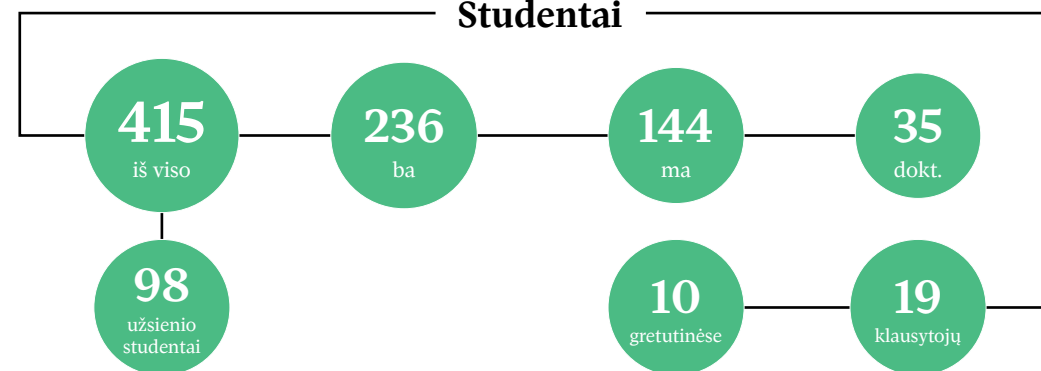 Studentai
415
iš viso
236
ba
144
ma
35
dokt.
98
užsienio
studentai
10
gretutinėse
19
klausytojų